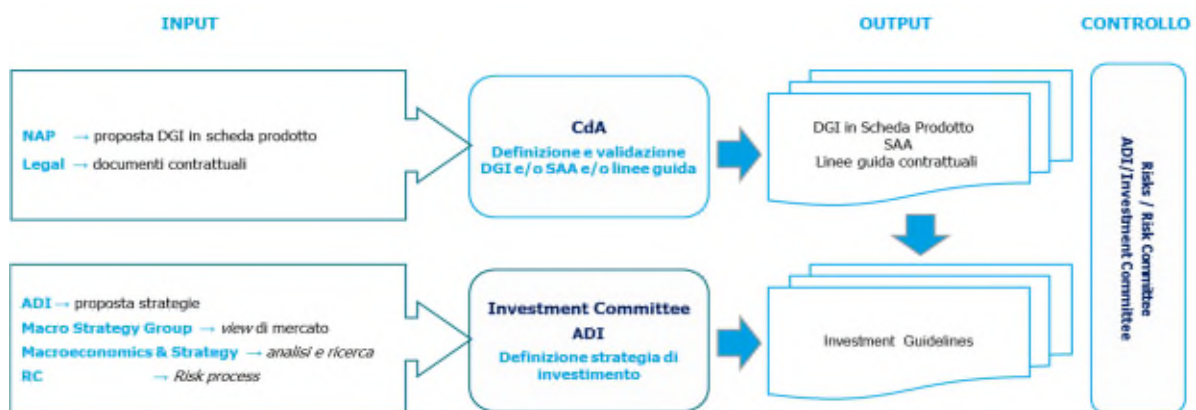 INPUT
OUTPUT
CONTROLLO
NAP → proposta DGI in scheda prodotto
Legal → documenti contrattuali
CdA
Definizione e validazione
DGI e/o SAA e/o linee guida
DGI in Scheda Prodotto
SAA
Linee guida contrattuali
ADI → proposta strategie
Macro Strategy Group → view di mercato
Macroeconomics & Strategy → analisi e ricerca
RC → Risk process
Investment Committee
ADI
Definizione strategia di
investimento
Investment Guidelines
Risks / Risk Committee
ADI/Investment Committee